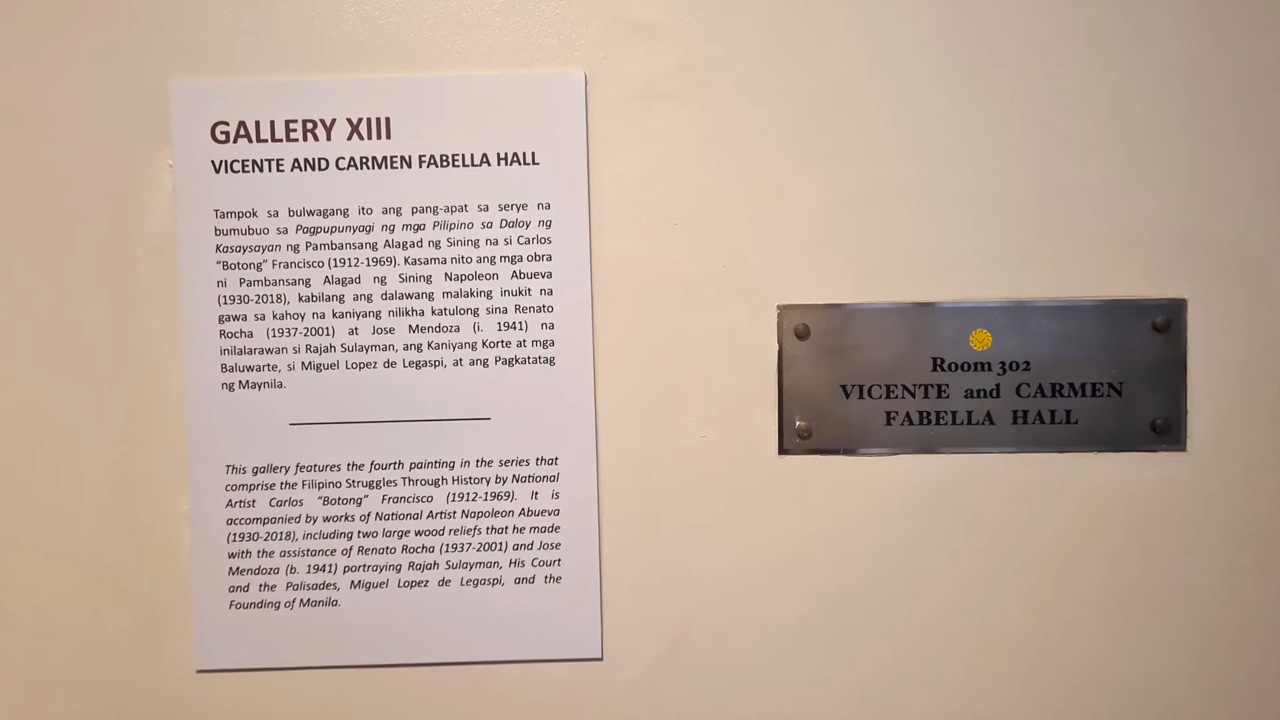 GALLERY XIII
VICENTE AND CARMEN FABELLA HALL
Tampok sa bulwagang ito ang pang-apat sa serye na
bumubuo sa Pagpupunyagi ng mga Pilipino sa Daloy ng
Kasaysayan ng Pambansang Alagad ng Sining na si Carlos
“Botong” Francisco (1912-1969). Kasama nito ang mga obra
ni Pambansang Alagad ng Sining Napoleon Abueva
(1930-2018), kabilang ang dalawang malaking inukit na
gawa sa kahoy na kaniyang nilikha katulong sina Renato
Rocha (1937-2001) at Jose Mendoza (i. 1941) na
inilalarawan si Rajah Sulayman, ang Kaniyang Korte at mga
Baluwarte, si Miguel Lopez de Legaspi, at ang Pagkatatag
ng Maynila.
This gallery features the fourth painting in the series that
comprise the Filipino Struggles Through History by National
Artist Carlos “Botong” Francisco (1912-1969). It is
accompanied by works of National Artist Napoleon Abueva
(1930-2018), including two large wood reliefs that he made
with the assistance of Renato Rocha (1937-2001) and Jose
Mendoza (b. 1941) portraying Rajah Sulayman, His Court
and the Palisades, Miguel Lopez de Legaspi, and the
Founding of Manila.
Room 302
VICENTE and CARMEN
FABELLA HALL